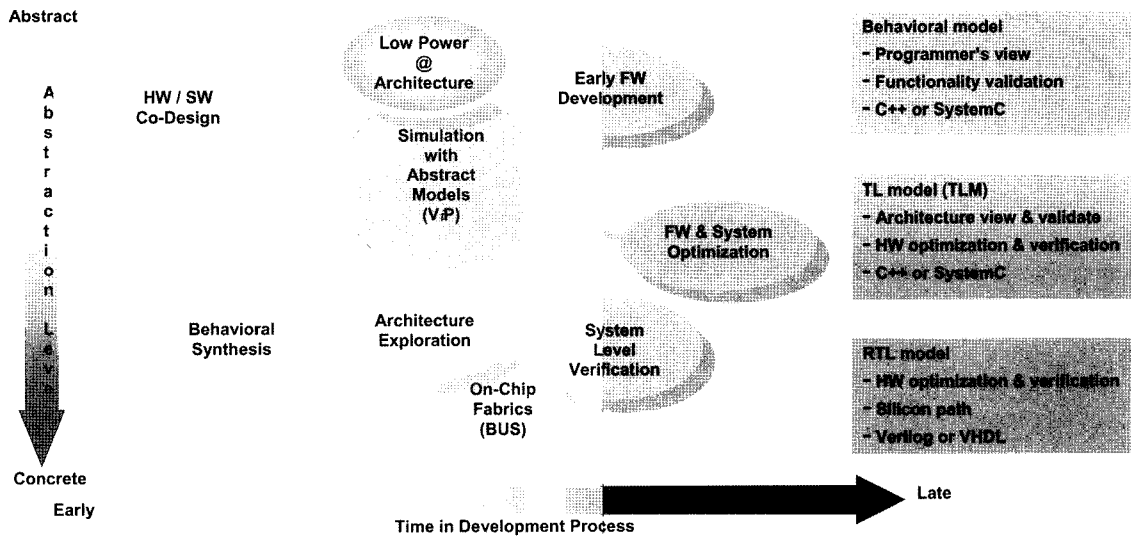 Abstract
Abstraction Level
HW / SW
Co-Design
Low Power
@
Architecture
Simulation
with
Abstract
Models
(ViP)
Early FW
Development
FW & System
Optimization
Behavioral
Synthesis
Architecture
Exploration
On-Chip
Fabrics
(BUS)
System
Level
Verification
Behavioral model
- Programmer's view
- Functionality validation
- C++ or SystemC
TL model (TLM)
- Architecture view & validate
- HW optimization & verification
- C++ or SystemC
RTL model
- HW optimization & verification
- Silicon path
- Verilog or VHDL
Concrete
Early
Late
Time in Development Process